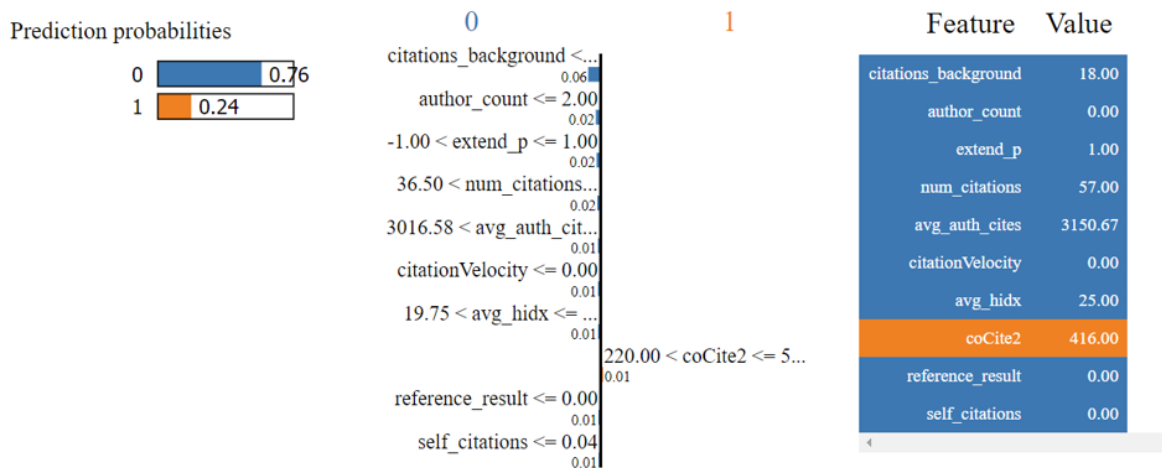 Prediction probabilities
0 0.76
1 0.24
0 1
citations_background <...
0.06
author_count <= 2.00
0.02
-1.00 < extend_p <= 1.00
0.02
36.50 < num_citations...
0.02
3016.58 < avg_auth_cit...
0.01
citationVelocity <= 0.00
0.01
19.75 < avg_hidx <= ...
0.01
220.00 < coCite2 <= 5...
0.01
reference_result <= 0.00
0.01
self_citations <= 0.04
0.01
Feature Value
citations_background 18.00
author_count 0.00
extend_p 1.00
num_citations 57.00
avg_auth_cites 3150.67
citationVelocity 0.00
avg_hidx 25.00
coCite2 416.00
reference_result 0.00
self_citations 0.00